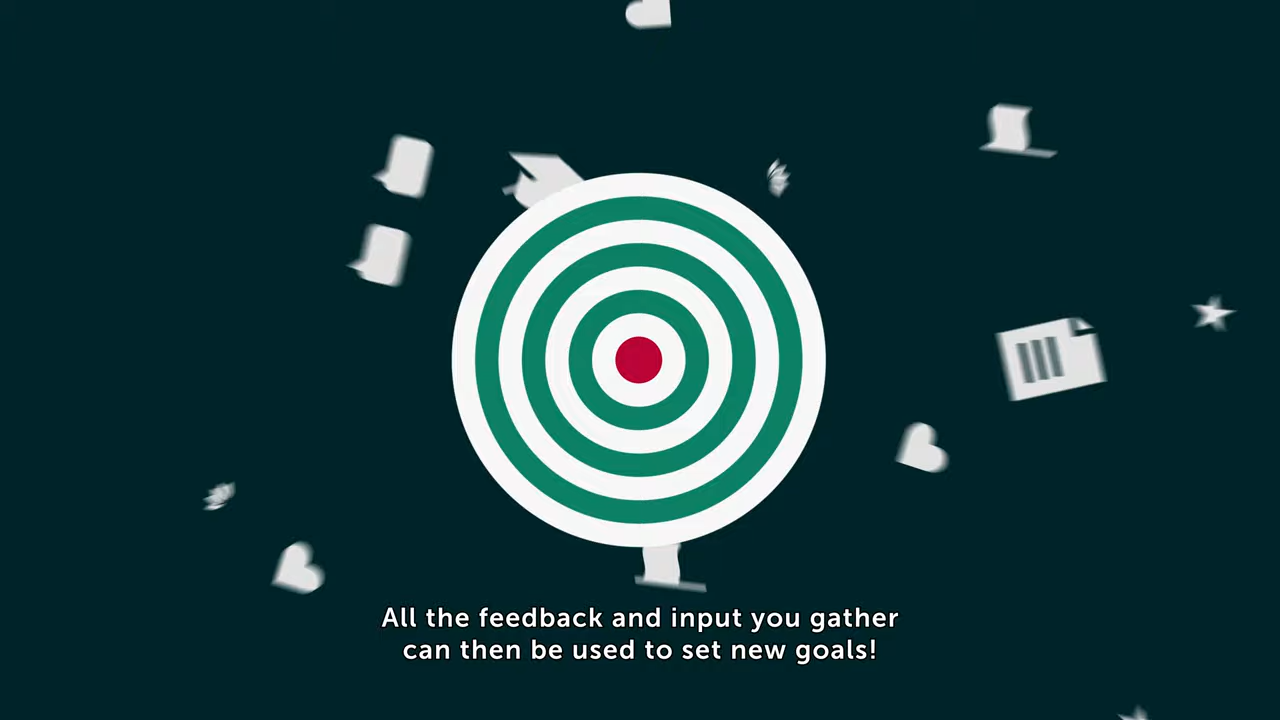 All the feedback and input you gather
can then be used to set new goals!